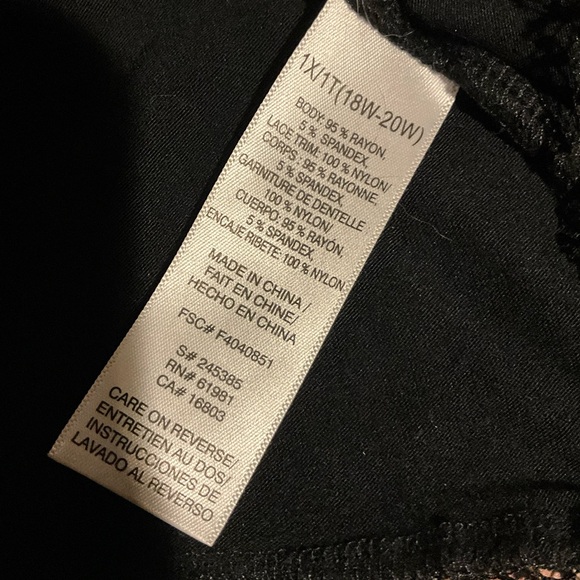 1X/1T(18W-20W)
BODY: 95 % RAYON,
5 % SPANDEX,
LACE TRIM: 100 % NYLON/
CORPS : 95 % RAYONNE,
5 % SPANDEX,
GARNITURE DE DENTELLE
100 % NYLON/
CUERPO: 95 % RAYÓN,
5 % SPANDEX,
ENCAJE RIBETE: 100 % NYLON
MADE IN CHINA /
FAIT EN CHINE/
HECHO EN CHINA
FSC# F4040851
S# 245385
RN# 61981
CA# 16803
CARE ON REVERSE/
ENTRETIEN AU DOS/
INSTRUCCIONES DE
LAVADO AL REVERSO